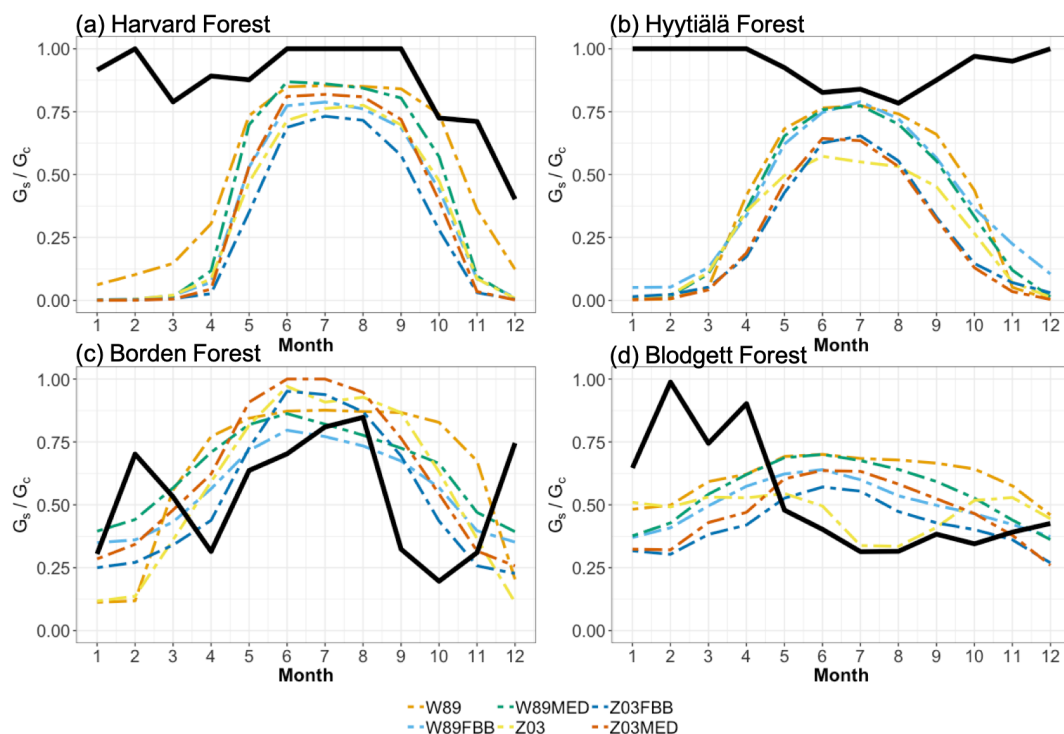 (a) Harvard Forest
(b) Hyytiälä Forest
1.00
0.75
0.50
0.25
0.00
Gs / Gc
1 2 3 4 5 6 7 8 9 10 11 12
Month
1.00
0.75
0.50
0.25
0.00
Gs / Gc
1 2 3 4 5 6 7 8 9 10 11 12
Month
(c) Borden Forest
(d) Blodgett Forest
1.00
0.75
0.50
0.25
0.00
Gs / Gc
1 2 3 4 5 6 7 8 9 10 11 12
Month
1.00
0.75
0.50
0.25
0.00
Gs / Gc
1 2 3 4 5 6 7 8 9 10 11 12
Month
W89 W89MED Z03FBB
W89FBB Z03 Z03MED